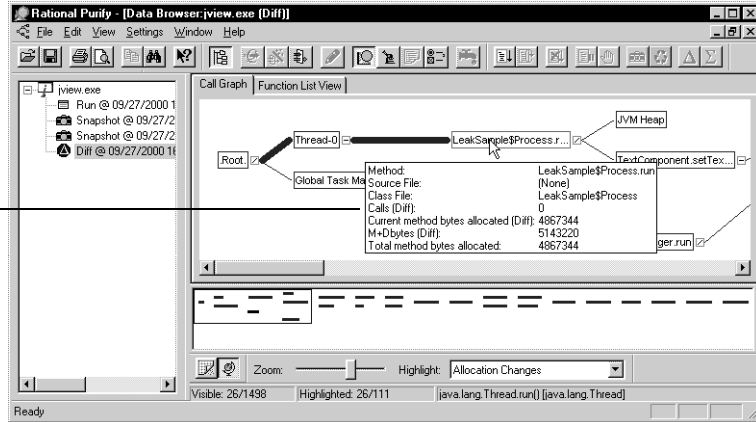 Rational Purify - [Data Browser:jview.exe (Diff)]
File Edit View Settings Window Help
jview.exe
Run @ 09/27/2000 1
Snapshot @ 09/27/2
Snapshot @ 09/27/2
Diff @ 09/27/2000 16
Call Graph Function List View
.Root.
Thread-0
Global Task Ma
LeakSample$Process.r...
JVM Heap
TextComponent.setTex...
ger.run
Method: LeakSample$Process.run
Source File: (None)
Class File: LeakSample$Process
Calls (Diff): 0
Current method bytes allocated (Diff): 4867344
M+Dbytes (Diff): 5143220
Total method bytes allocated: 4867344
Zoom: Highlight: Allocation Changes
Visible: 26/1498 Highlighted: 26/111 java.lang.Thread.run() [java.lang.Thread]
Ready